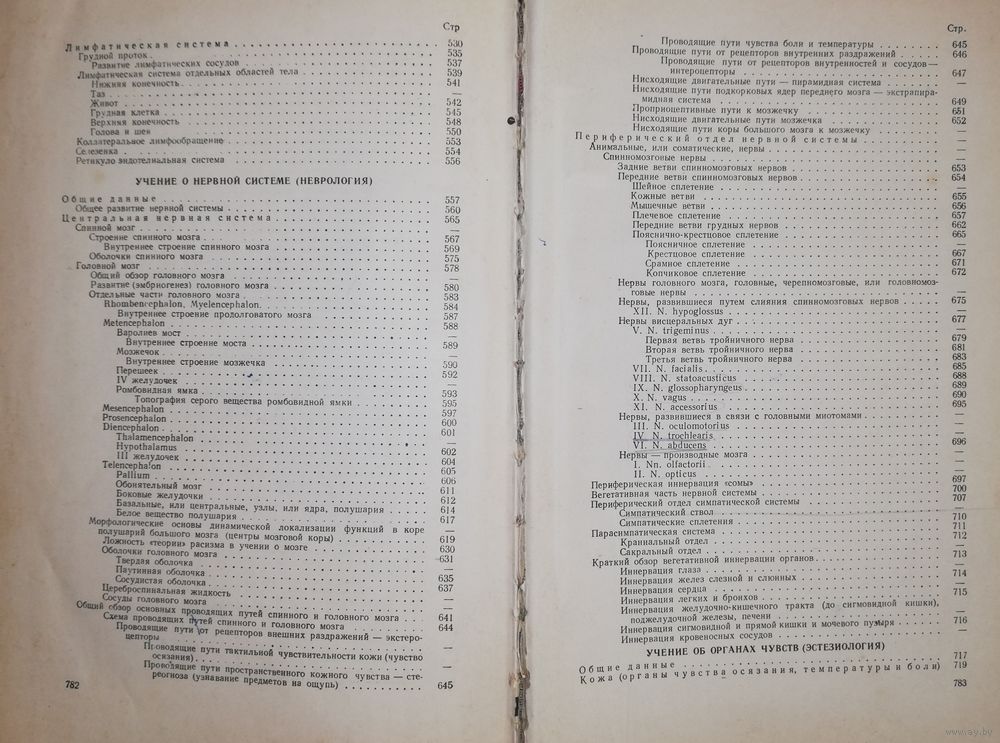 Стр
Лимфатическая система . . . 530
Грудной проток . . . 535
Развитие лимфатических сосудов . . . 537
Лимфатическая система отдельных областей тела . . . 539
Нижняя конечность . . . 541
Таз . . . —
Живот . . . 542
Грудная клетка . . . 545
Верхняя конечность . . . 548
Голова и шея . . . 550
Коллатеральное лимфообращение . . . 553
Селезенка . . . 554
Ретикуло-эндотелиальная система . . . 556
УЧЕНИЕ О НЕРВНОЙ СИСТЕМЕ (НЕВРОЛОГИЯ)
Общие данные . . . 557
Общее развитие нервной системы . . . 560
Центральная нервная система . . . 565
Спинной мозг . . . —
Строение спинного мозга . . . 567
Внутреннее строение спинного мозга . . . 569
Оболочки спинного мозга . . . 575
Головной мозг . . . 578
Общий обзор головного мозга . . . —
Развитие (эмбриогенез) головного мозга . . . 580
Отдельные части головного мозга . . . 583
Rhombencephalon, Myelencephalon . . . 584
Внутреннее строение продолговатого мозга . . . 587
Metencephalon . . . 588
Варолиев мост . . . —
Внутреннее строение моста . . . 589
Мозжечок . . . —
Внутреннее строение мозжечка . . . 590
Перешеек . . . 592
IV желудочек . . . —
Ромбовидная ямка . . . 593
Топография серого вещества ромбовидной ямки . . . 595
Mesencephalon . . . 597
Prosencephalon . . . 600
Diencephalon . . . 601
Thalamencephalon . . . —
Hypothalamus . . . 602
III желудочек . . . 604
Telencephalon . . . 605
Pallium . . . 606
Обонятельный мозг . . . 611
Боковые желудочки . . . 612
Базальные, или центральные, узлы, или ядра, полушария . . . 614
Белое вещество полушария . . . 617
Морфологические основы динамической локализации функций в коре
полушарий большого мозга (центры мозговой коры) . . . 619
Ложность «теории» расизма в учении о мозге . . . 630
Оболочки головного мозга . . . 631
Твердая оболочка . . . —
Паутинная оболочка . . . 635
Сосудистая оболочка . . . 637
Цереброспинальная жидкость . . . —
Сосуды головного мозга . . . —
Общий обзор основных проводящих путей спинного и головного мозга . . . 641
Схема проводящих путей спинного и головного мозга . . . 644
Проводящие пути от рецепторов внешних раздражений — экстеро-
цепторы . . . —
Проводящие пути тактильной чувствительности кожи (чувство
осязания) . . . —
Проводящие пути пространственного кожного чувства — сте-
реогноза (узнавание предметов на ощупь) . . . 645
782
Стр.
Проводящие пути чувства боли и температуры . . . 645
Проводящие пути от рецепторов внутренних раздражений . . . 646
Проводящие пути от рецепторов внутренностей и сосудов —
интероцепторы . . . 647
Нисходящие двигательные пути — пирамидная система . . . —
Нисходящие пути подкорковых ядер переднего мозга — экстрапира-
мидная система . . . 649
Проприоцептивные пути к мозжечку . . . 651
Нисходящие двигательные пути мозжечка . . . 652
Нисходящие пути коры большого мозга к мозжечку . . . —
Периферический отдел нервной системы . . . —
Анимальные, или соматические, нервы . . . —
Спинномозговые нервы . . . —
Задние ветви спинномозговых нервов . . . 653
Передние ветви спинномозговых нервов . . . 654
Шейное сплетение . . . —
Кожные ветви . . . 655
Мышечные ветви . . . 656
Плечевое сплетение . . . 657
Передние ветви грудных нервов . . . 662
Пояснично-крестцовое сплетение . . . 665
Поясничное сплетение . . . —
Крестцовое сплетение . . . 667
Срамное сплетение . . . 671
Копчиковое сплетение . . . 672
Нервы головного мозга, головные, черепномозговые, или головномоз-
говые нервы . . . —
Нервы, развившиеся путем слияния спинномозговых нервов . . . 675
XII. N. hypoglossus . . . —
Нервы висцеральных дуг . . . 677
V. N. trigeminus . . . —
Первая ветвь тройничного нерва . . . 679
Вторая ветвь тройничного нерва . . . 681
Третья ветвь тройничного нерва . . . 683
VII. N. facialis . . . 685
VIII. N. statoacusticus . . . 688
IX. N. glossopharyngeus . . . 689
X. N. vagus . . . 690
XI. N. accessorius . . . 695
Нервы, развившиеся в связи с головными миотомами . . . —
III. N. oculomotorius . . . —
IV N. trochlearis . . . —
VI. N. abducens . . . 696
Нервы — производные мозга . . . —
I. Nn. olfactorii . . . —
II. N. opticus . . . —
Периферическая иннервация «сомы» . . . 697
Вегетативная часть нервной системы . . . 700
Периферический отдел симпатической системы . . . 707
Симпатический ствол . . . —
Симпатические сплетения . . . 710
Парасимпатическая система . . . 711
Краниальный отдел . . . 712
Сакральный отдел . . . —
Краткий обзор вегетативной иннервации органов . . . 713
Иннервация глаза . . . —
Иннервация желез слезной и слюнных . . . 714
Иннервация сердца . . . —
Иннервация легких и бронхов . . . 715
Иннервация желудочно-кишечного тракта (до сигмовидной кишки),
поджелудочной железы, печени . . . —
Иннервация сигмовидной и прямой кишки и мочевого пузыря . . . 716
Иннервация кровеносных сосудов . . . —
УЧЕНИЕ ОБ ОРГАНАХ ЧУВСТВ (ЭСТЕЗИОЛОГИЯ)
Общие данные . . . 717
Кожа (органы чувства осязания, температуры и боли) 719
783
www.ay.by